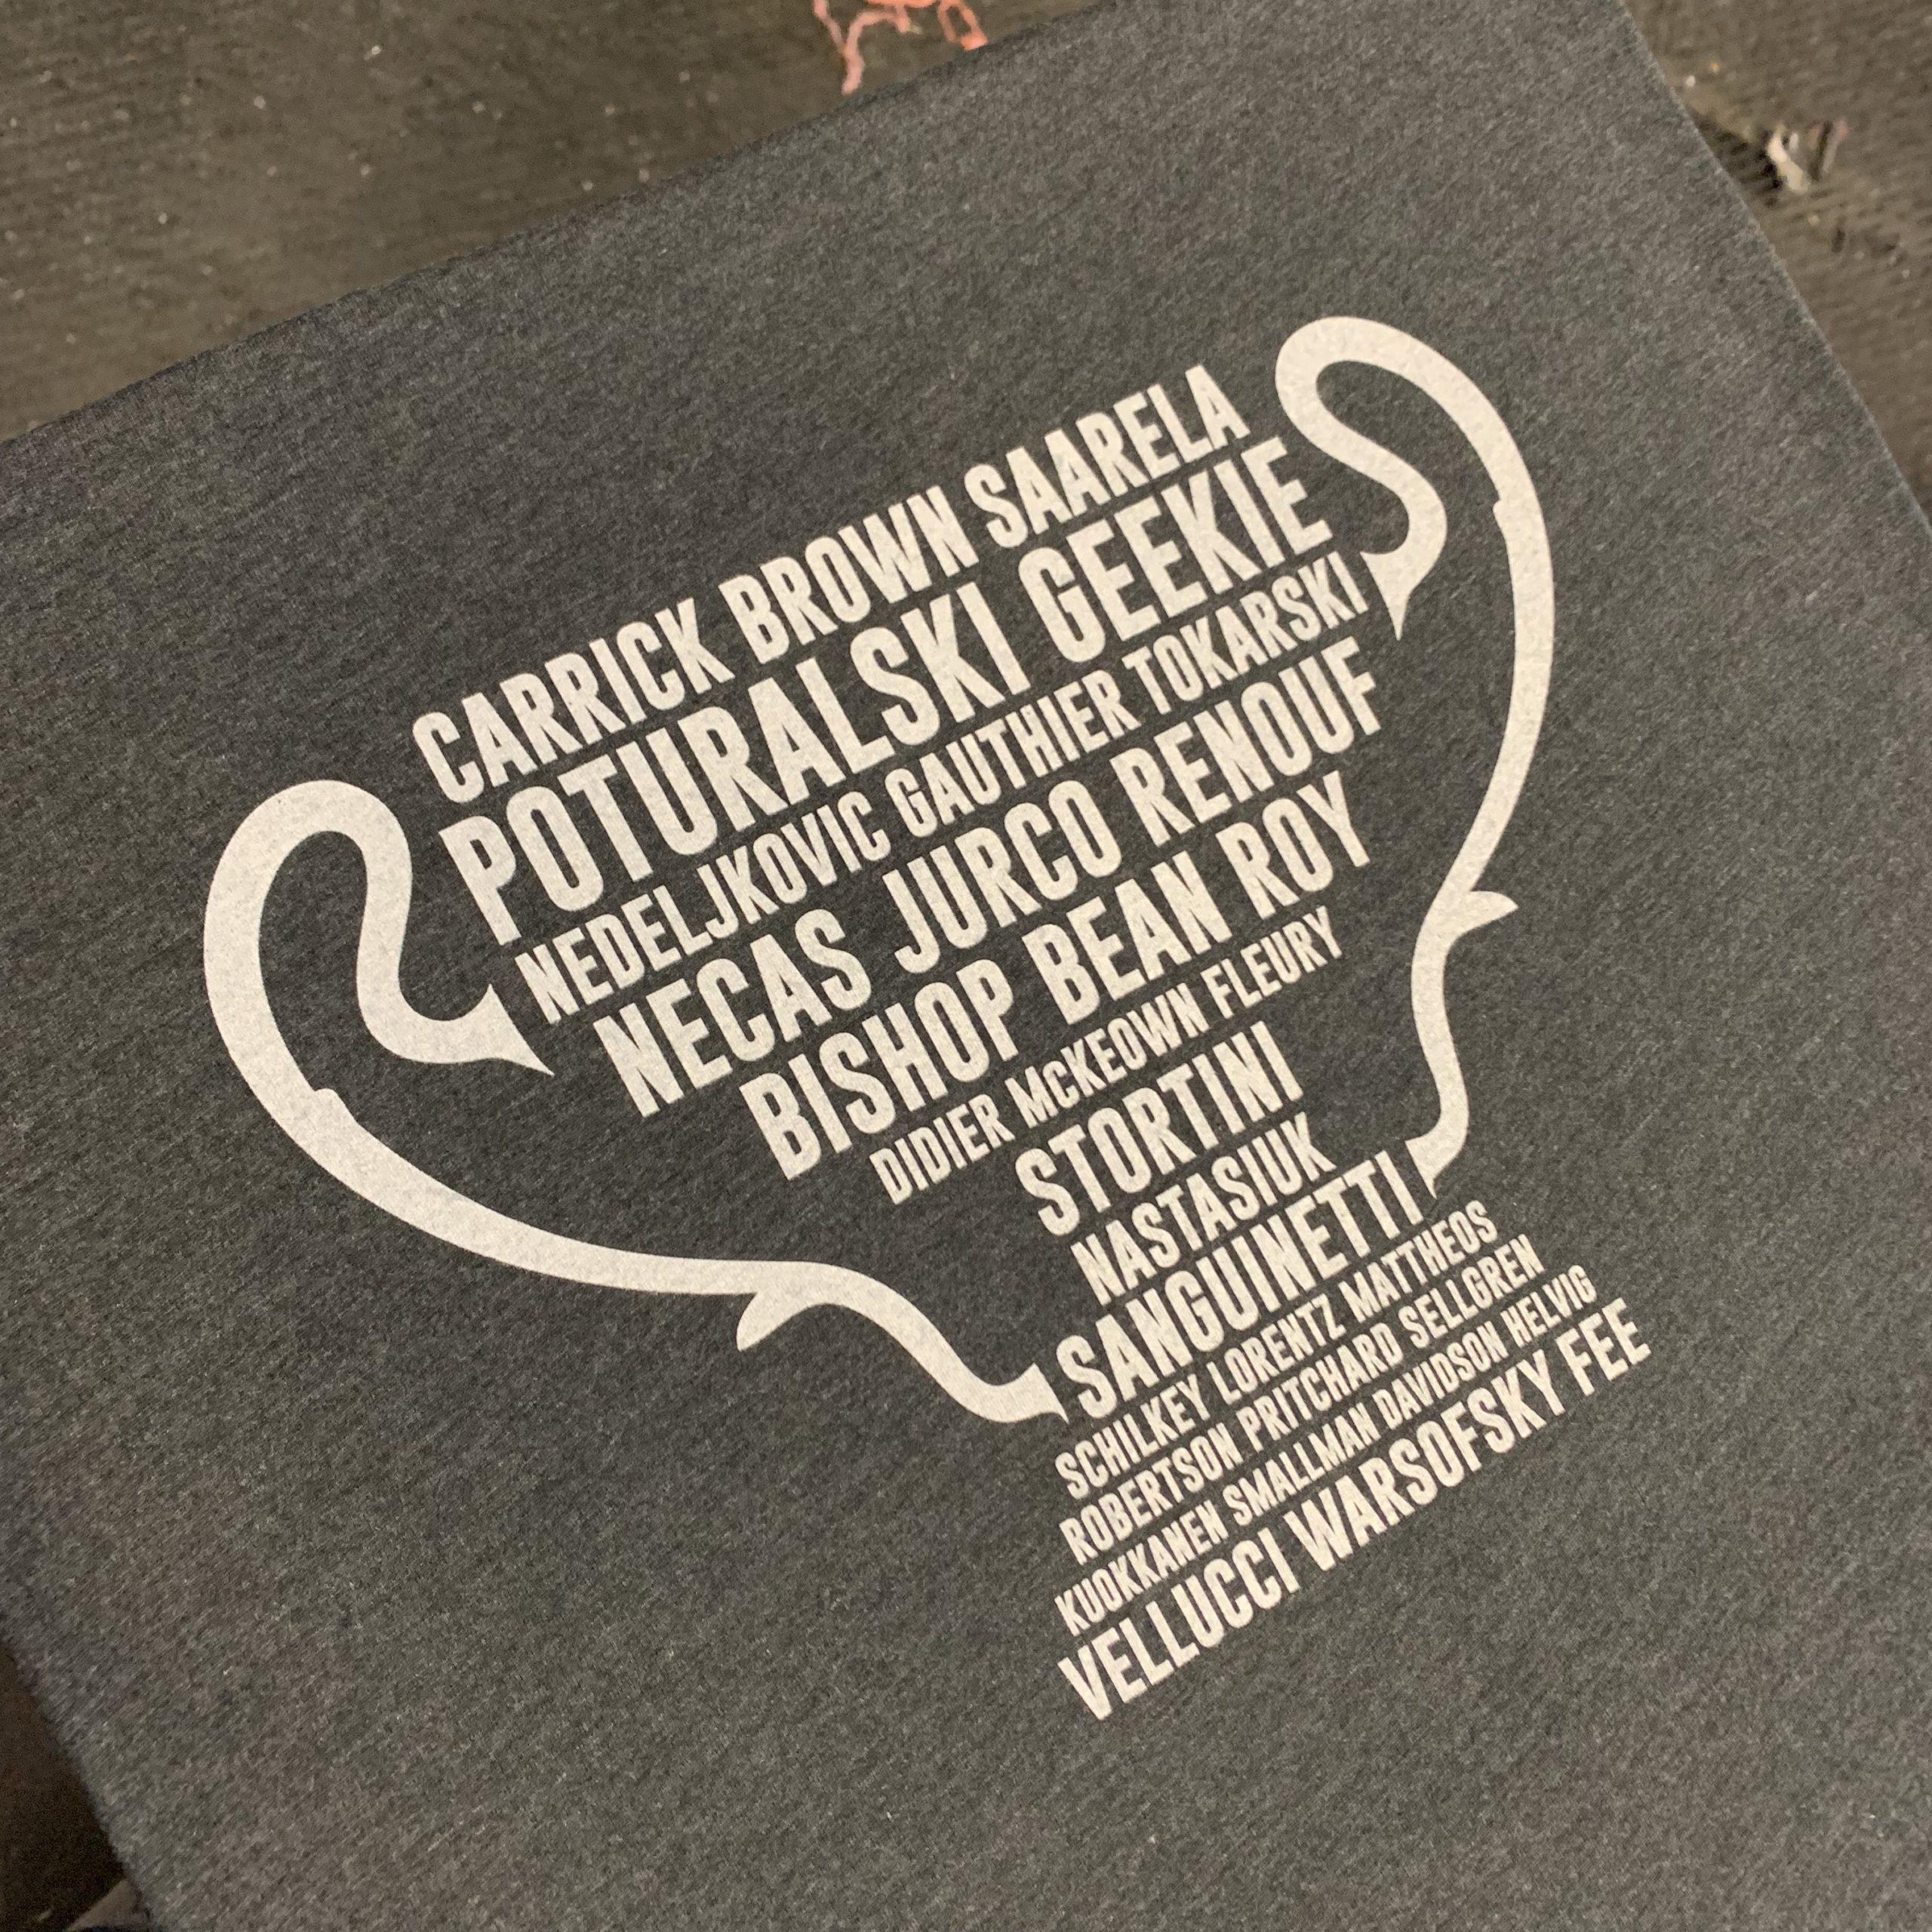 CARRICK BROWN SAARELA
POTURALSKI GEEKIE
NEDELJKOVIC GAUTHIER TOKARSKI
NECAS JURCO RENOUF
BISHOP BEAN ROY
DIDIER McKEOWN FLEURY
STORTINI
NASTASIUK
SANGUINETTI
SCHILKEY LORENTZ MATTHEOS
ROBERTSON PRITCHARD SELLGREN
KUOKKANEN SMALLMAN DAVIDSON HELVIG
VELLUCCI WARSOFSKY FEE